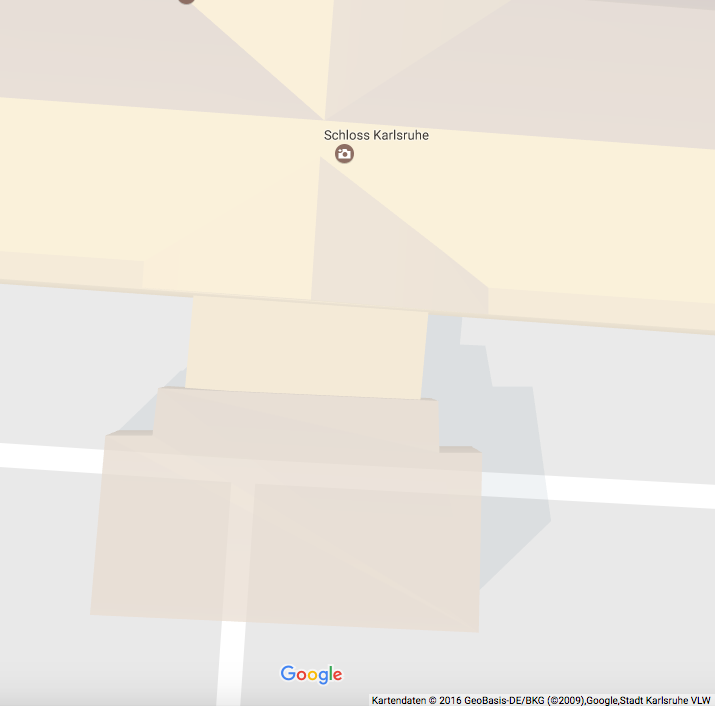 Schloss Karlsruhe
Google
Kartendaten © 2016 GeoBasis-DE/BKG (©2009),Google,Stadt Karlsruhe VLW